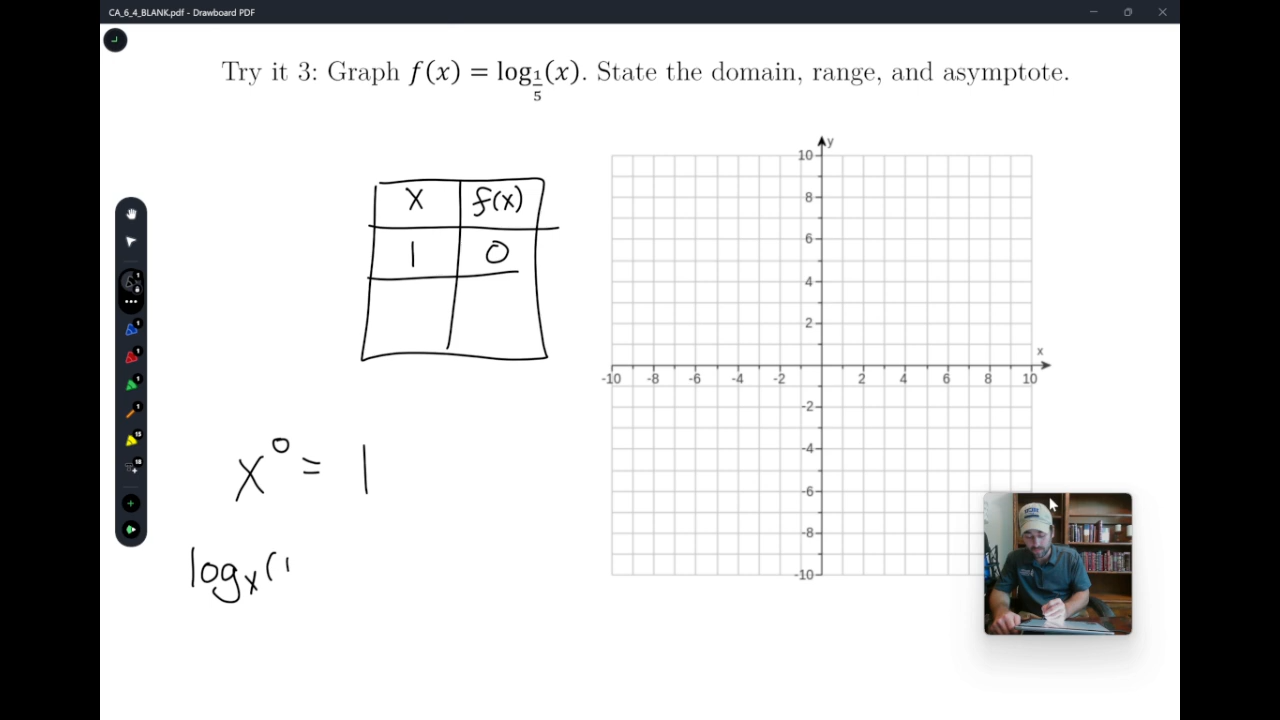 CA_6_4_BLANK.pdf - Drawboard PDF
Try it 3: Graph f(x) = log_{1/5}(x). State the domain, range, and asymptote.
x f(x)
1 0
y
10
8
6
4
2
x
-10 -8 -6 -4 -2 2 4 6 8 10
-2
-4
-6
-8
-10
x⁰ = 1
logₓ(1